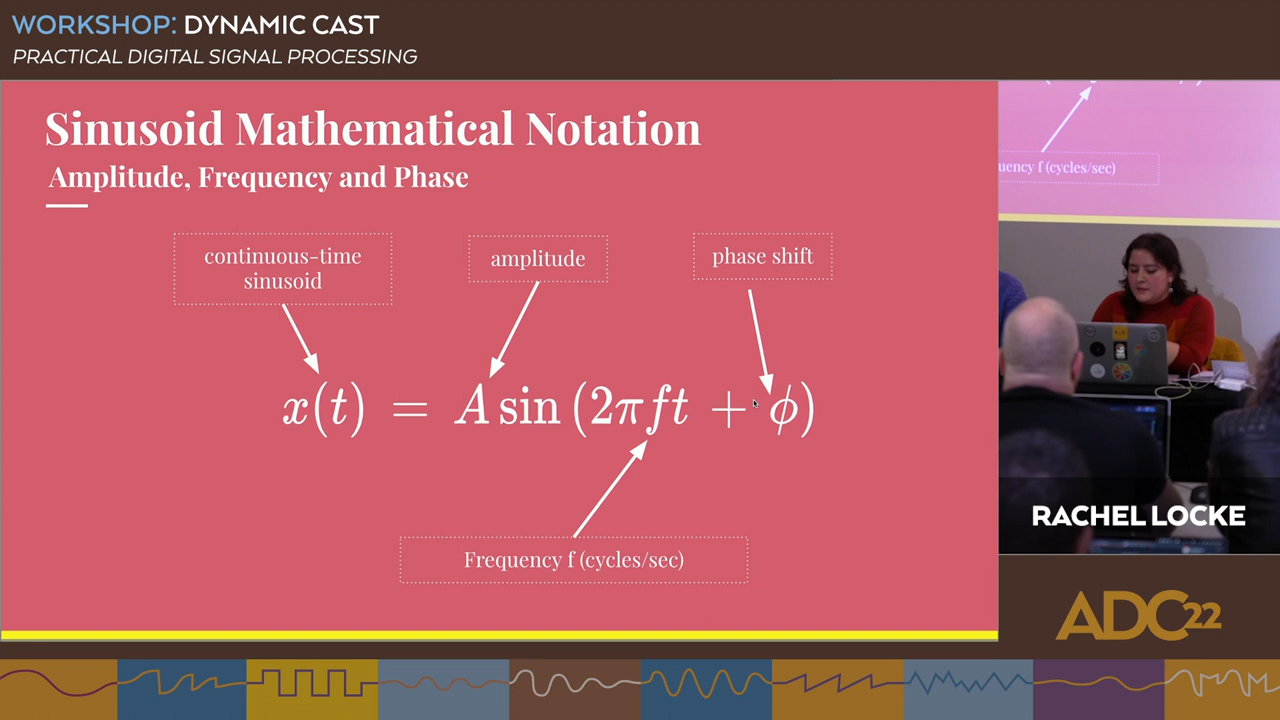 WORKSHOP: DYNAMIC CAST
PRACTICAL DIGITAL SIGNAL PROCESSING
Sinusoid Mathematical Notation
Amplitude, Frequency and Phase
continuous-time
sinusoid
amplitude
phase shift
x(t) = A sin (2πft + ϕ)
Frequency f (cycles/sec)
uency f (cycles/sec)
RACHEL LOCKE
ADC22